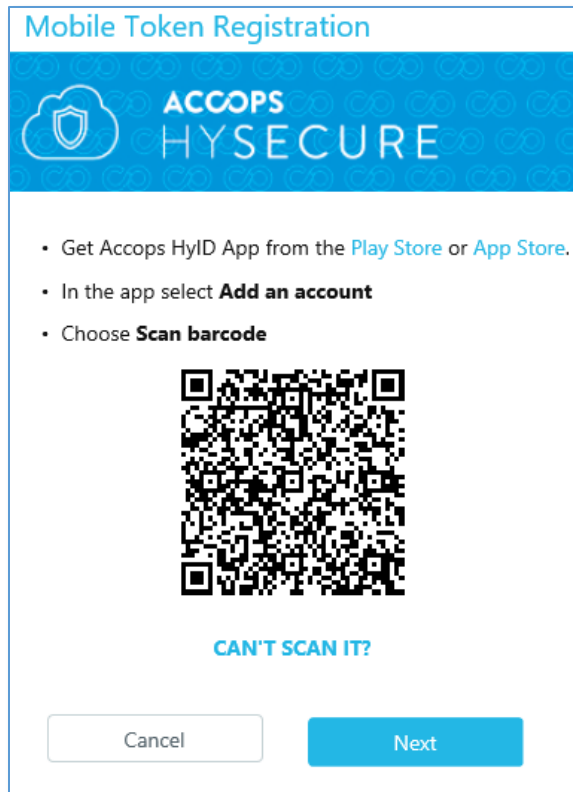 Mobile Token Registration
ACCOPS
HYSECURE
• Get Accops HyID App from the Play Store or App Store.
• In the app select Add an account
• Choose Scan barcode
CAN'T SCAN IT?
Cancel
Next